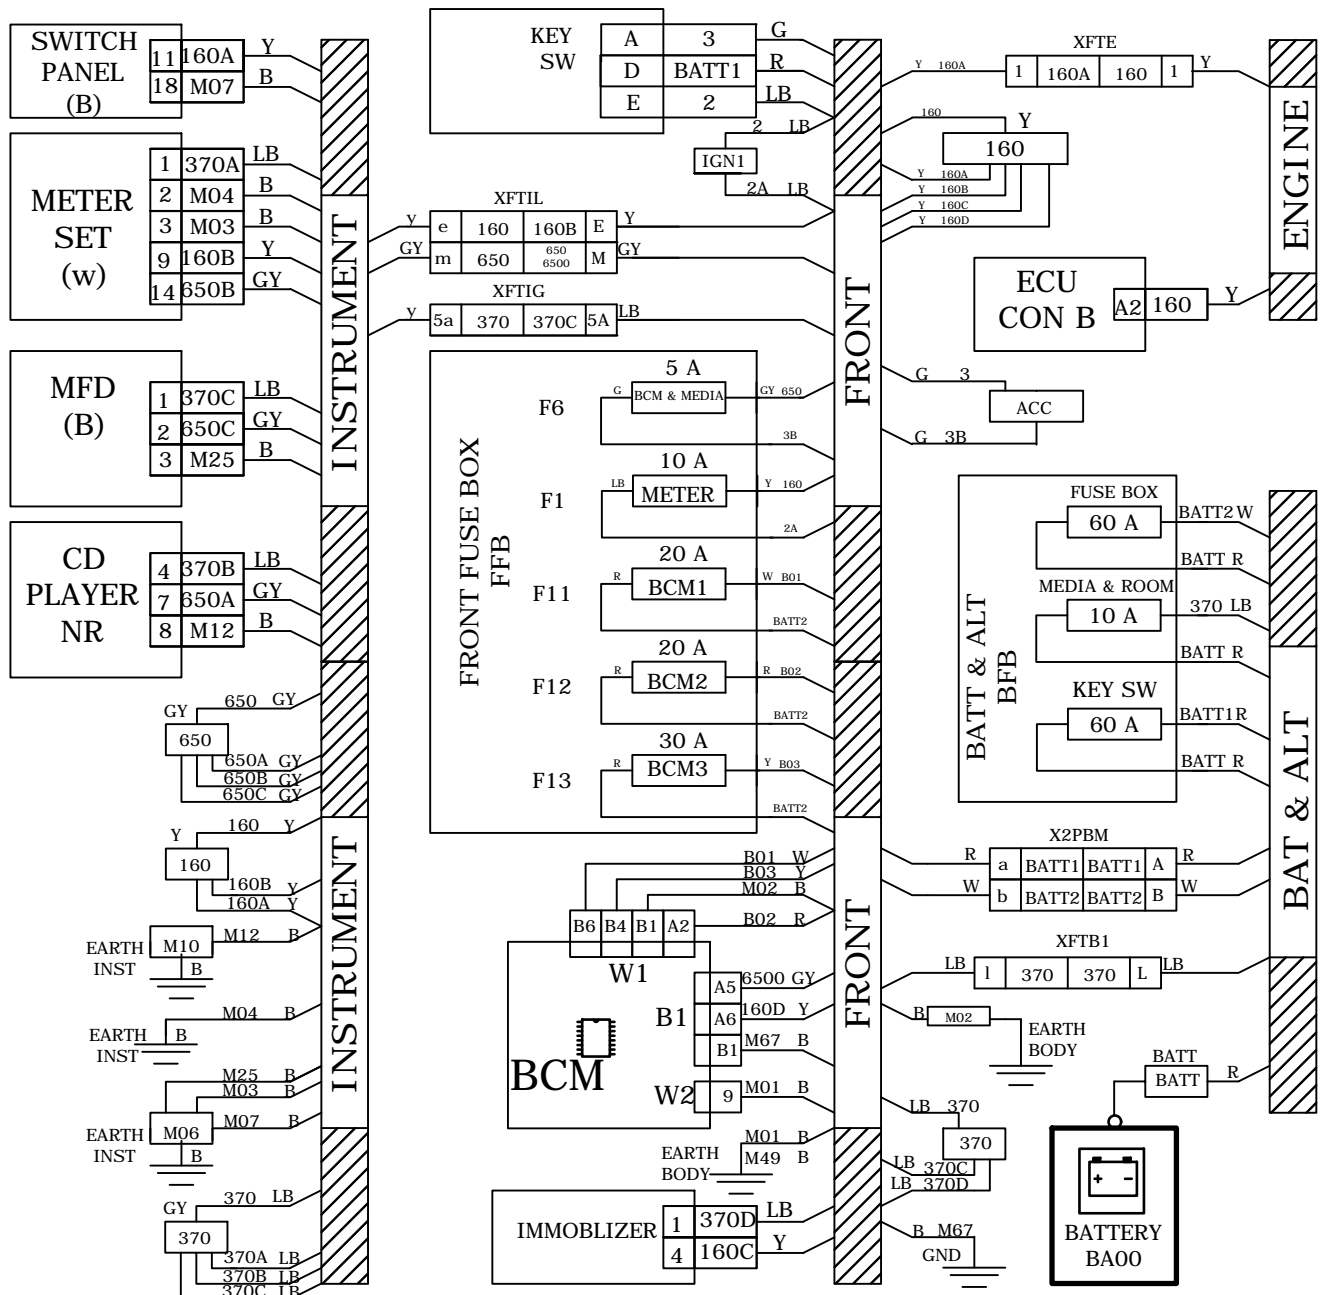 SWITCH
PANEL
(B)
11 160A Y
18 M07 B
METER
SET
(w)
1 370A LB
2 M04 B
3 M03 B
9 160B Y
14 650B GY
MFD
(B)
1 370C LB
2 650C GY
3 M25 B
CD
PLAYER
NR
4 370B LB
7 650A GY
8 M12 B
650 GY
GY
650
650A GY
650B GY
650C GY
160 Y
Y
160
160B Y
160A Y
EARTH
INST
M10
M12 B
B
M04 B
EARTH
INST
B
M25 B
M03 B
EARTH
INST
M06
M07 B
B
370 LB
GY
370
370A LB
370B LB
370C LB
INSTRUMENT
INSTRUMENT
KEY
SW
A 3 G
D BATT1 R
E 2 LB
2 LB
IGN1
2A LB
XFTIL
y e 160 160B E Y
GY m 650 650 6500 M GY
XFTIG
y 5a 370 370C 5A LB
FRONT FUSE BOX
FFB
5 A
F6
G BCM & MEDIA GY 650
3B
10 A
F1
LB METER Y 160
2A
20 A
F11
R BCM1 W B01
BATT2
20 A
F12
R BCM2 R B02
BATT2
30 A
F13
R BCM3 Y B03
BATT2
B01 W
B03 Y
M02 B
B02 R
B6 B4 B1 A2
W1
B1
A5 6500 GY
A6 160D Y
B1 M67 B
BCM
W2
9 M01 B
EARTH
BODY
M01 B
M49 B
IMMOBLIZER
1 370D LB
4 160C Y
FRONT
FRONT
XFTE
Y 160A 1 160A 160 1 Y
160 Y
160
Y 160A
Y 160B
Y 160C
Y 160D
ENGINE
ECU
CON B
A2 160 Y
G 3
ACC
G 3B
BATT & ALT
BFB
FUSE BOX
60 A
BATT2 W
BATT R
MEDIA & ROOM
10 A
370 LB
BATT R
KEY SW
60 A
BATT1 R
BATT R
BAT & ALT
X2PBM
R a BATT1 BATT1 A R
W b BATT2 BATT2 B W
XFTB1
LB l 370 370 L LB
B M02
EARTH
BODY
BATT
BATT R
LB 370
370
LB 370C
LB 370D
B M67
GND
+ -
BATTERY
BA00